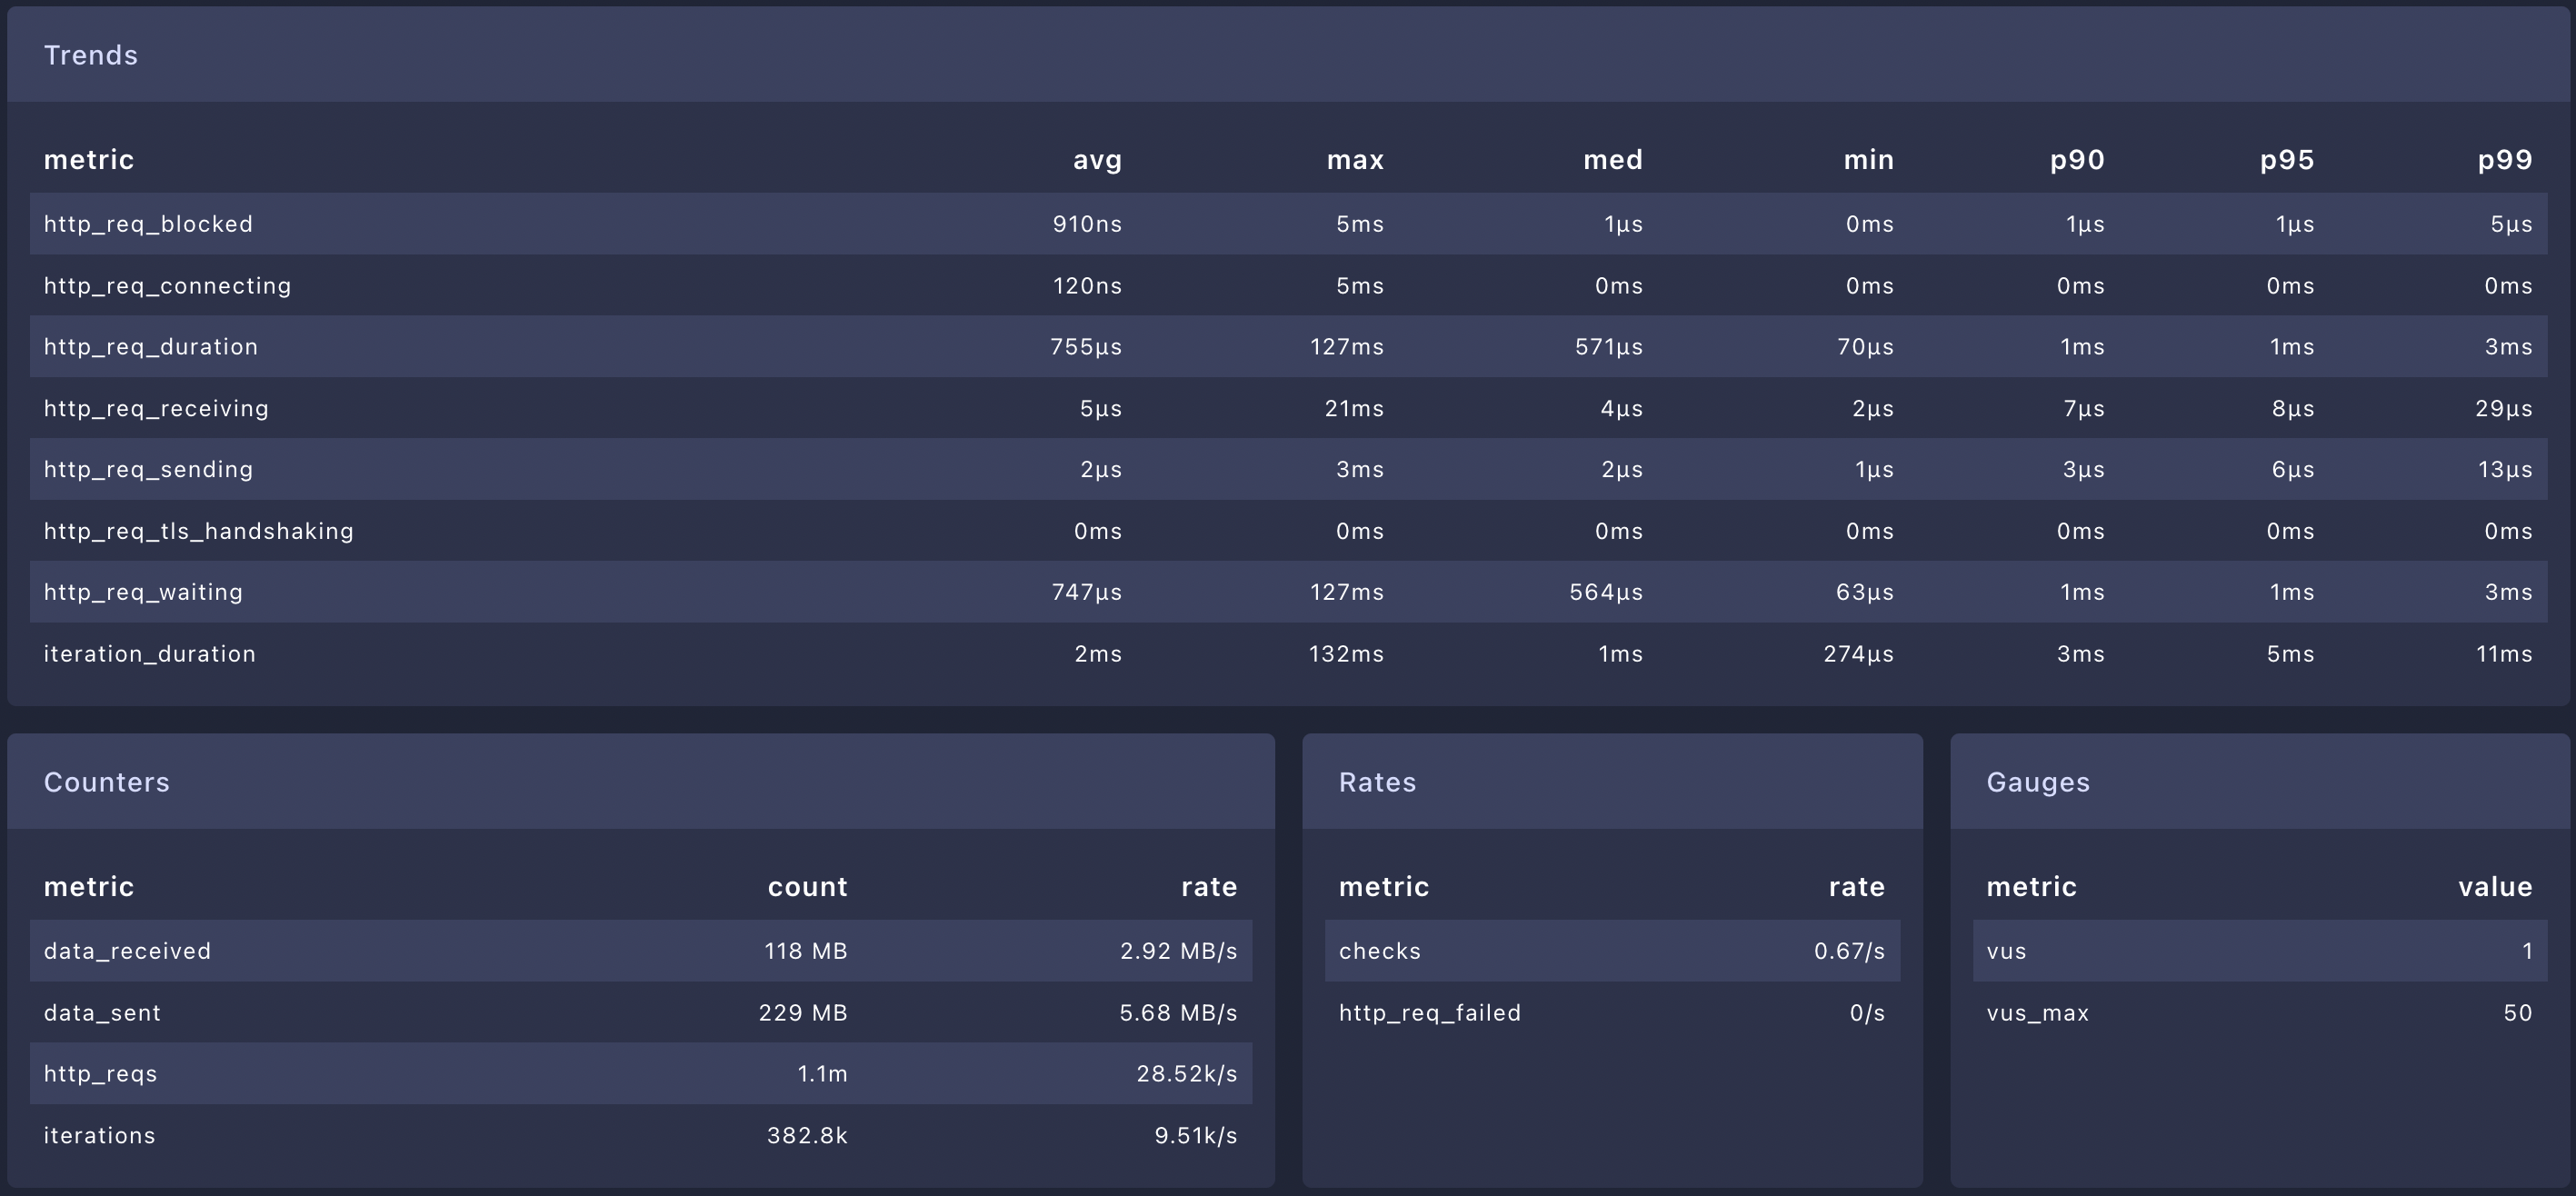 Trends
metric avg max med min p90 p95 p99
http_req_blocked 910ns 5ms 1µs 0ms 1µs 1µs 5µs
http_req_connecting 120ns 5ms 0ms 0ms 0ms 0ms 0ms
http_req_duration 755µs 127ms 571µs 70µs 1ms 1ms 3ms
http_req_receiving 5µs 21ms 4µs 2µs 7µs 8µs 29µs
http_req_sending 2µs 3ms 2µs 1µs 3µs 6µs 13µs
http_req_tls_handshaking 0ms 0ms 0ms 0ms 0ms 0ms 0ms
http_req_waiting 747µs 127ms 564µs 63µs 1ms 1ms 3ms
iteration_duration 2ms 132ms 1ms 274µs 3ms 5ms 11ms
Counters
metric count rate
data_received 118 MB 2.92 MB/s
data_sent 229 MB 5.68 MB/s
http_reqs 1.1m 28.52k/s
iterations 382.8k 9.51k/s
Rates
metric rate
checks 0.67/s
http_req_failed 0/s
Gauges
metric value
vus 1
vus_max 50